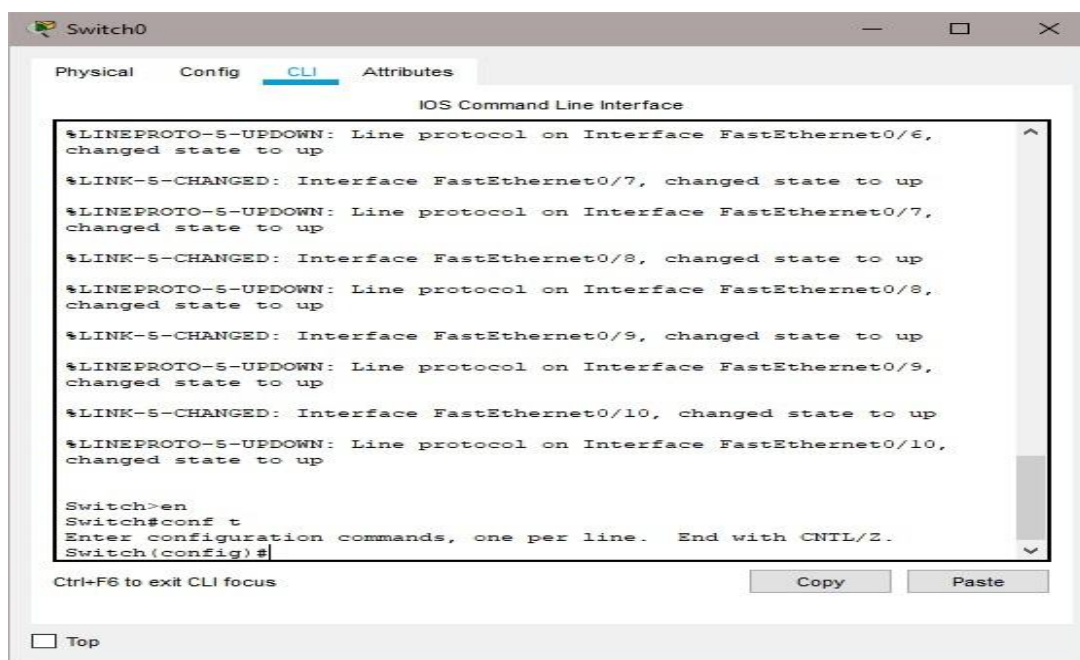 Switch0
Physical Config CLI Attributes
IOS Command Line Interface
%LINEPROTO-5-UPDOWN: Line protocol on Interface FastEthernet0/6,
changed state to up
%LINK-5-CHANGED: Interface FastEthernet0/7, changed state to up
%LINEPROTO-5-UPDOWN: Line protocol on Interface FastEthernet0/7,
changed state to up
%LINK-5-CHANGED: Interface FastEthernet0/8, changed state to up
%LINEPROTO-5-UPDOWN: Line protocol on Interface FastEthernet0/8,
changed state to up
%LINK-5-CHANGED: Interface FastEthernet0/9, changed state to up
%LINEPROTO-5-UPDOWN: Line protocol on Interface FastEthernet0/9,
changed state to up
%LINK-5-CHANGED: Interface FastEthernet0/10, changed state to up
%LINEPROTO-5-UPDOWN: Line protocol on Interface FastEthernet0/10,
changed state to up
Switch>en
Switch#conf t
Enter configuration commands, one per line. End with CNTL/Z.
Switch(config)#
Ctrl+F6 to exit CLI focus Copy Paste
Top